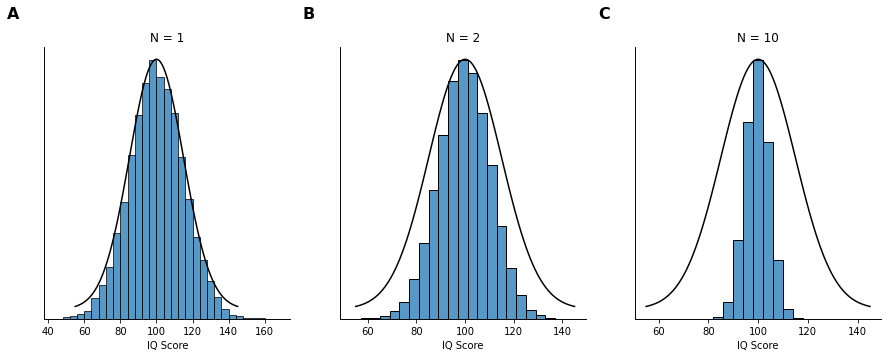 A
B
C
N = 1
N = 2
N = 10
40 60 80 100 120 140 160
60 80 100 120 140
60 80 100 120 140
IQ Score
IQ Score
IQ Score